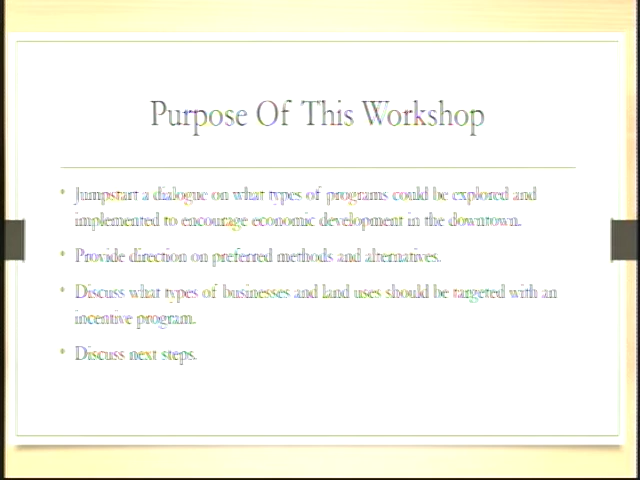 Purpose Of This Workshop
• Jumpstart a dialogue on what types of programs could be explored and
implemented to encourage economic development in the downtown.
• Provide direction on preferred methods and alternatives.
• Discuss what types of businesses and land uses should be targeted with an
incentive program.
• Discuss next steps.